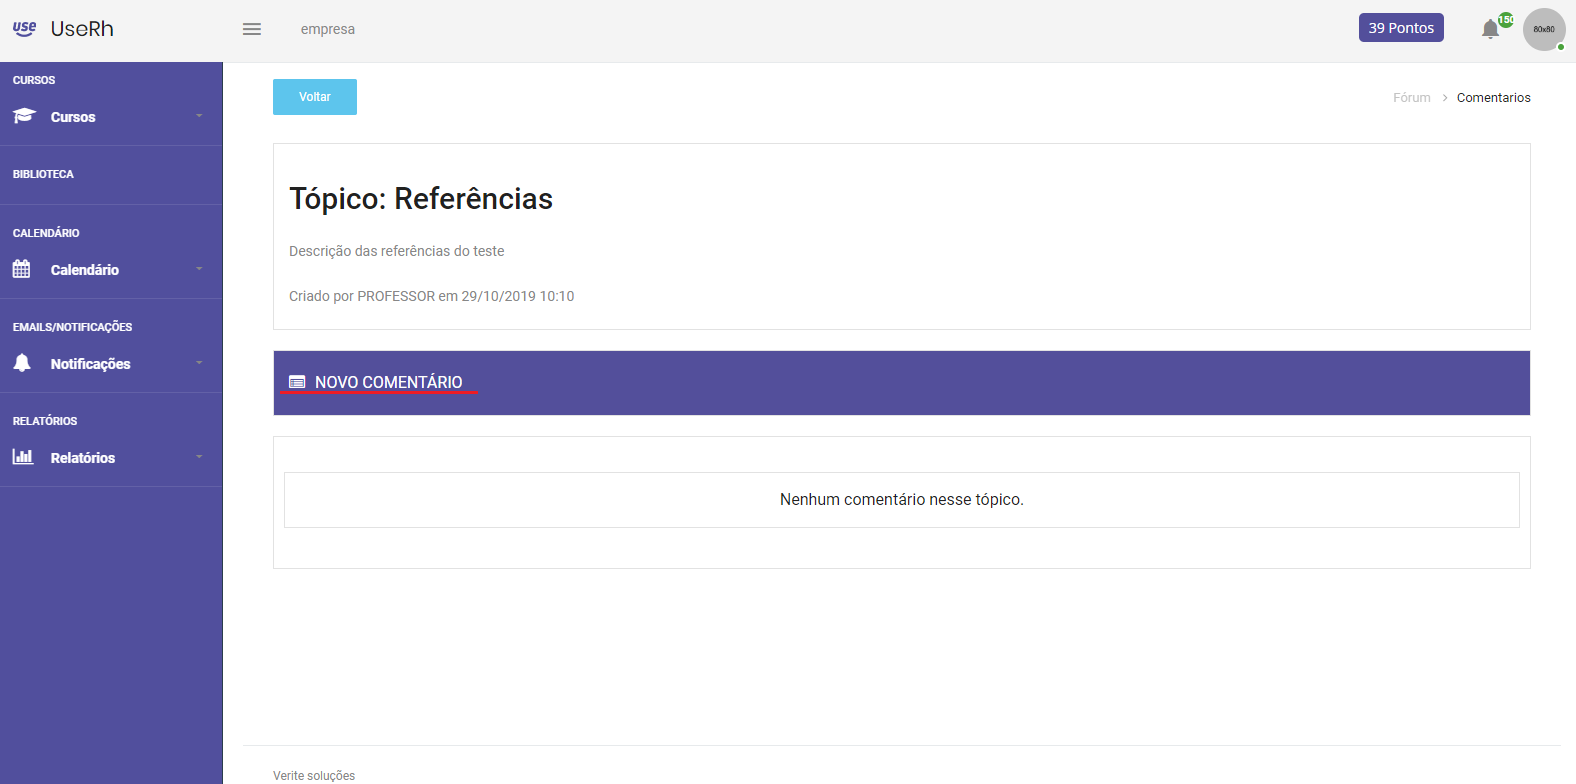 use UseRh
empresa
39 Pontos
150
80x80
CURSOS
Cursos
BIBLIOTECA
CALENDÁRIO
Calendário
EMAILS/NOTIFICAÇÕES
Notificações
RELATÓRIOS
Relatórios
Voltar
Fórum > Comentarios
Tópico: Referências
Descrição das referências do teste
Criado por PROFESSOR em 29/10/2019 10:10
NOVO COMENTÁRIO
Nenhum comentário nesse tópico.
Verite soluções